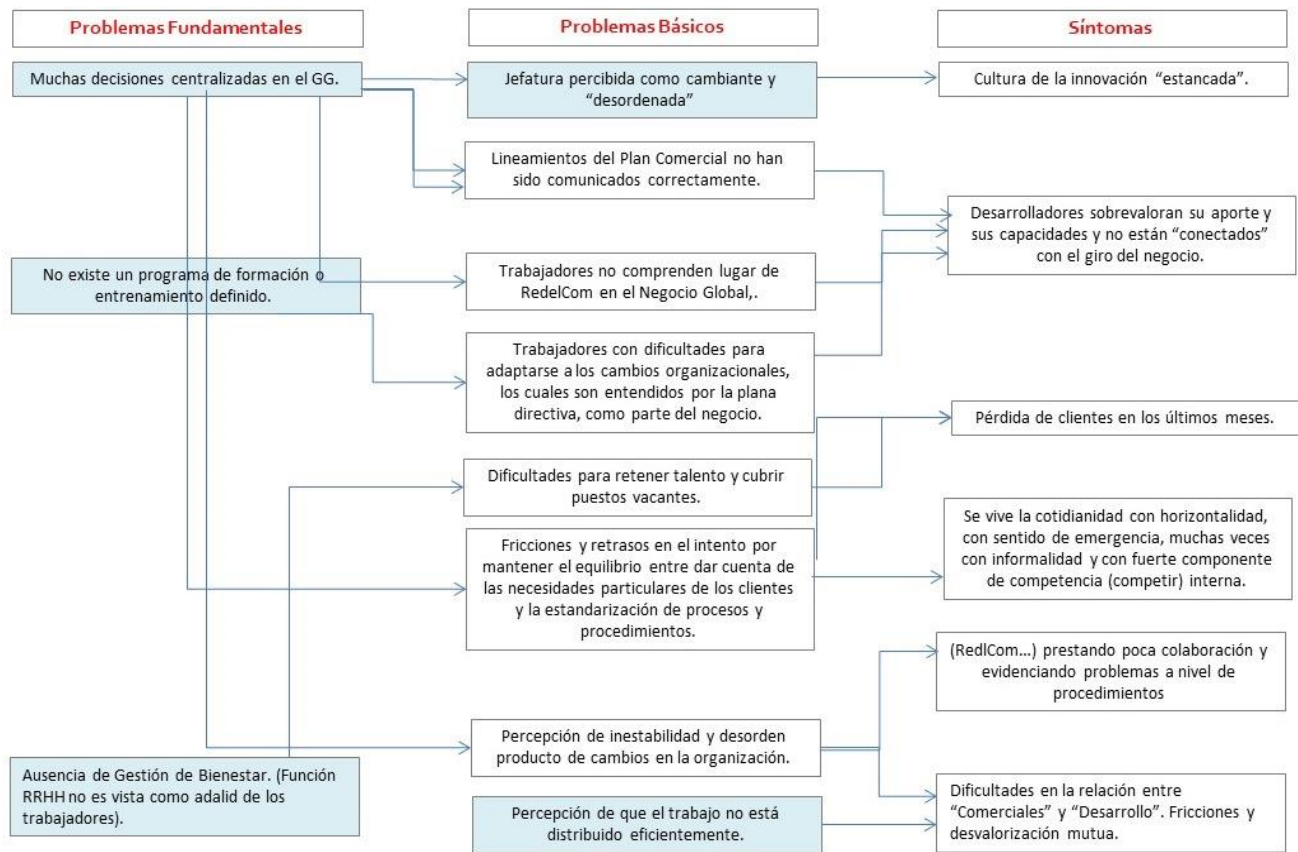 Problemas Fundamentales
Problemas Básicos
Síntomas
Muchas decisiones centralizadas en el GG.
Jefatura percibida como cambiante y
“desordenada”
Cultura de la innovación “estancada”.
Lineamientos del Plan Comercial no han
sido comunicados correctamente.
Desarrolladores sobrevaloran su aporte y
sus capacidades y no están “conectados”
con el giro del negocio.
No existe un programa de formación o
entrenamiento definido.
Trabajadores no comprenden lugar de
RedelCom en el Negocio Global,.
Trabajadores con dificultades para
adaptarse a los cambios organizacionales,
los cuales son entendidos por la plana
directiva, como parte del negocio.
Pérdida de clientes en los últimos meses.
Dificultades para retener talento y cubrir
puestos vacantes.
Fricciones y retrasos en el intento por
mantener el equilibrio entre dar cuenta de
las necesidades particulares de los clientes
y la estandarización de procesos y
procedimientos.
Se vive la cotidianidad con horizontalidad,
con sentido de emergencia, muchas veces
con informalidad y con fuerte componente
de competencia (competir) interna.
(RedlCom...) prestando poca colaboración y
evidenciando problemas a nivel de
procedimientos
Percepción de inestabilidad y desorden
producto de cambios en la organización.
Ausencia de Gestión de Bienestar. (Función
RRHH no es vista como adalid de los
trabajadores).
Percepción de que el trabajo no está
distribuido eficientemente.
Dificultades en la relación entre
“Comerciales” y “Desarrollo”. Fricciones y
desvalorización mutua.